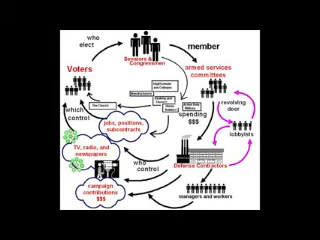 who
elect
Senators &
Congressmen
member
Voters
armed services
committees
which
control
jobs, positions,
subcontracts
spending
$$$
revolving
door
lobbyists
TV, radio, and
newspapers
who
control
Defense Contractors
campaign
contributions
$$$
managers and workers